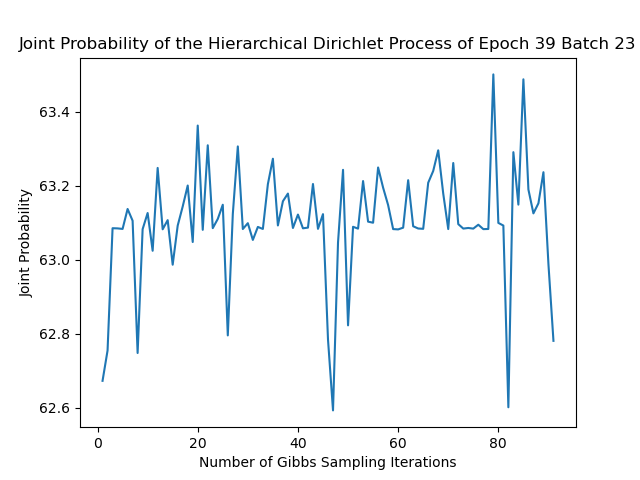 Joint Probability of the Hierarchical Dirichlet Process of Epoch 39 Batch 23
63.4
63.2
63.0
62.8
62.6
Joint Probability
0 20 40 60 80
Number of Gibbs Sampling Iterations